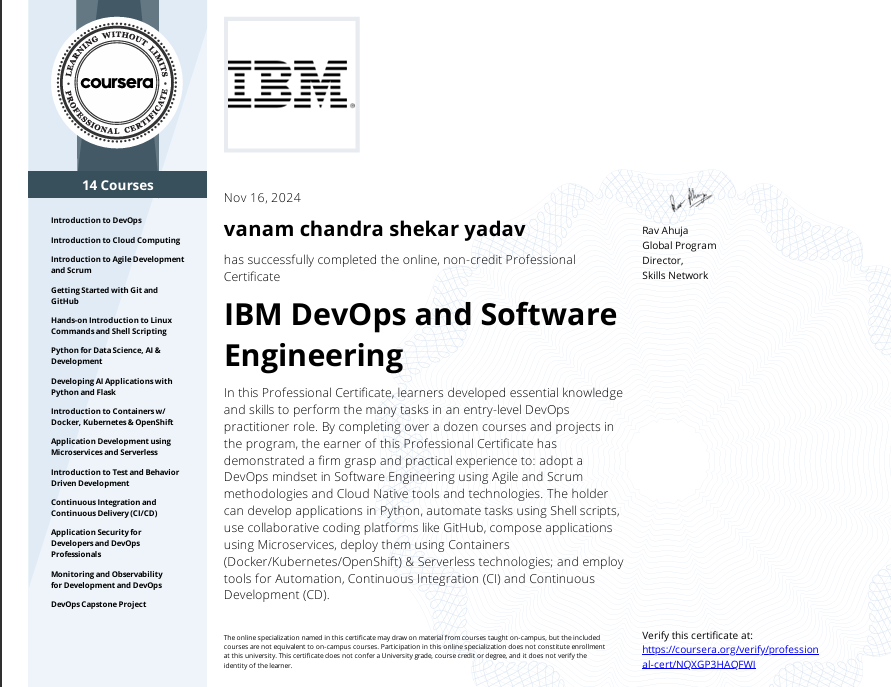 LEARNING WITHOUT LIMITS
coursera
PROFESSIONAL CERTIFICATE
14 Courses
Introduction to DevOps
Introduction to Cloud Computing
Introduction to Agile Development
and Scrum
Getting Started with Git and
GitHub
Hands-on Introduction to Linux
Commands and Shell Scripting
Python for Data Science, AI &
Development
Developing AI Applications with
Python and Flask
Introduction to Containers w/
Docker, Kubernetes & OpenShift
Application Development using
Microservices and Serverless
Introduction to Test and Behavior
Driven Development
Continuous Integration and
Continuous Delivery (CI/CD)
Application Security for
Developers and DevOps
Professionals
Monitoring and Observability
for Development and DevOps
DevOps Capstone Project
IBM®
Nov 16, 2024
vanam chandra shekar yadav
has successfully completed the online, non-credit Professional
Certificate
IBM DevOps and Software
Engineering
In this Professional Certificate, learners developed essential knowledge
and skills to perform the many tasks in an entry-level DevOps
practitioner role. By completing over a dozen courses and projects in
the program, the earner of this Professional Certificate has
demonstrated a firm grasp and practical experience to: adopt a
DevOps mindset in Software Engineering using Agile and Scrum
methodologies and Cloud Native tools and technologies. The holder
can develop applications in Python, automate tasks using Shell scripts,
use collaborative coding platforms like GitHub, compose applications
using Microservices, deploy them using Containers
(Docker/Kubernetes/OpenShift) & Serverless technologies; and employ
tools for Automation, Continuous Integration (CI) and Continuous
Development (CD).
The online specialization named in this certificate may draw on material from courses taught on-campus, but the included
courses are not equivalent to on-campus courses. Participation in this online specialization does not constitute enrollment
at this university. This certificate does not confer a University grade, course credit or degree, and it does not verify the
identity of the learner.
Rav Ahuja
Rav Ahuja
Global Program
Director,
Skills Network
Verify this certificate at:
https://coursera.org/verify/profession
al-cert/NQXGP3HAQFWI